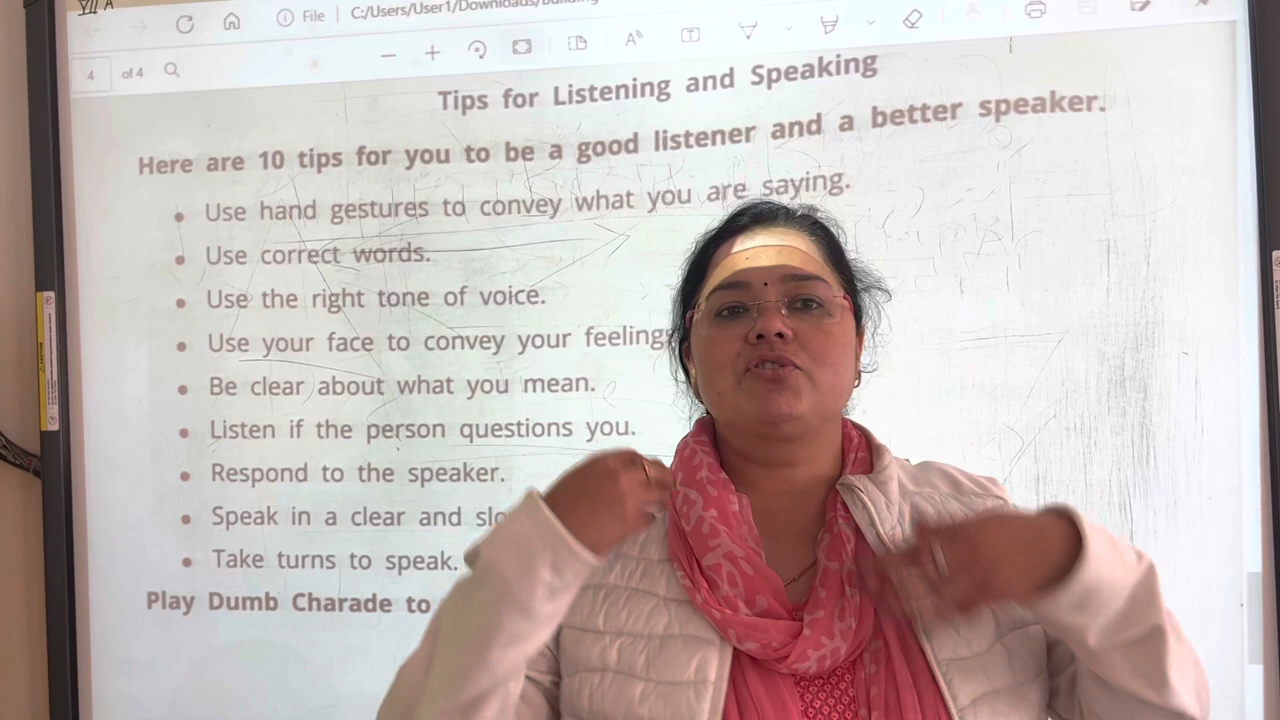 VII A
File C:/Users/User1/Downloads/Building
4 of 4
Tips for Listening and Speaking
Here are 10 tips for you to be a good listener and a better speaker.
• Use hand gestures to convey what you are saying.
• Use correct words.
• Use the right tone of voice.
• Use your face to convey your feeling
• Be clear about what you mean.
• Listen if the person questions you.
• Respond to the speaker.
• Speak in a clear and
• Take turns to speak.
Play Dumb Charade to